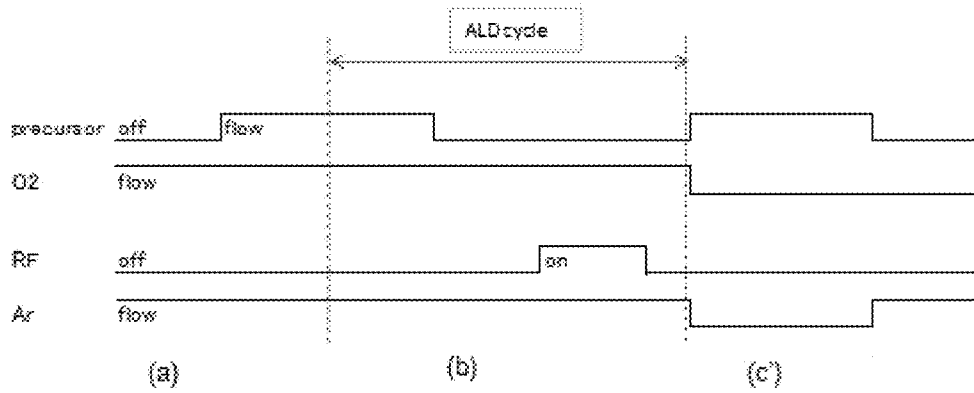 ALD cycle
precursor off flow
O2 flow
RF off on
Ar flow
(a) (b) (c')